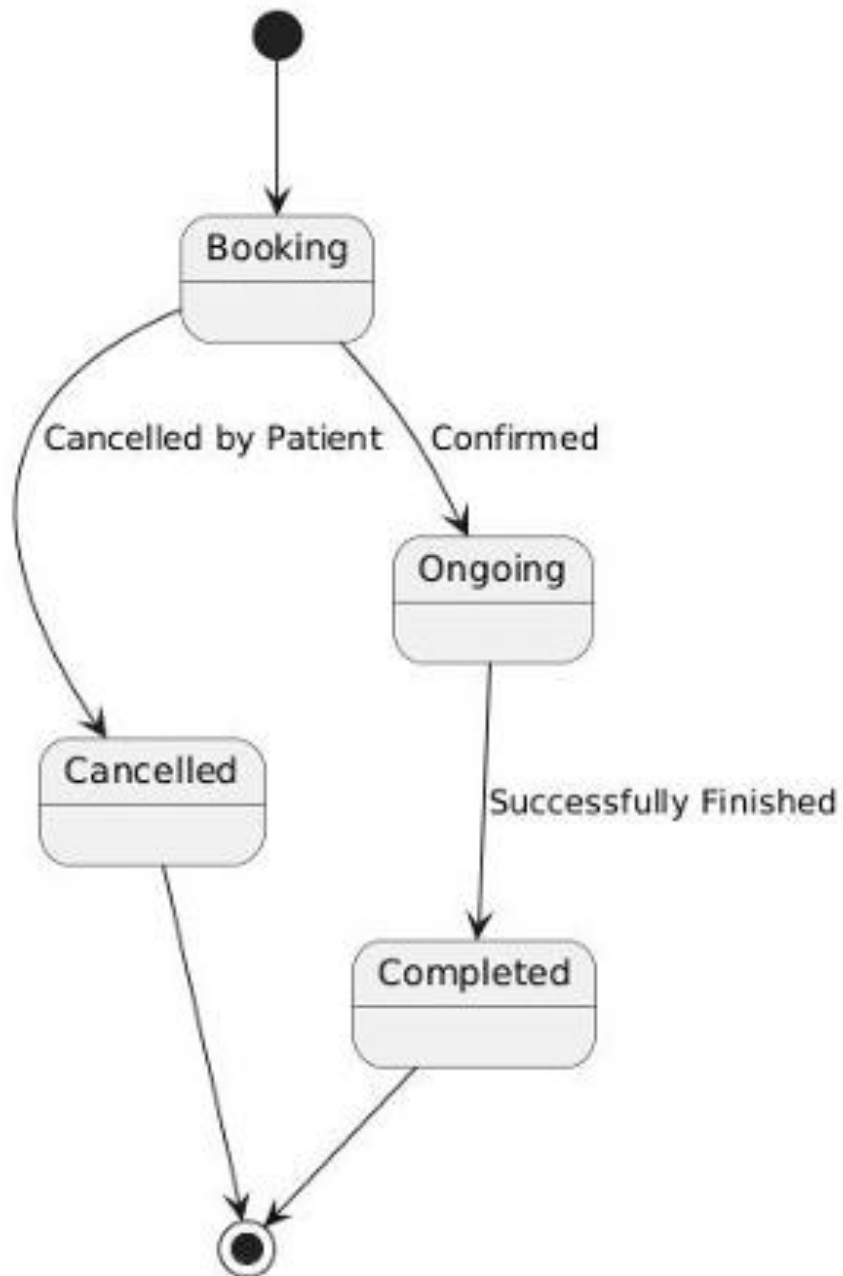 Booking
Cancelled by Patient
Confirmed
Ongoing
Cancelled
Successfully Finished
Completed